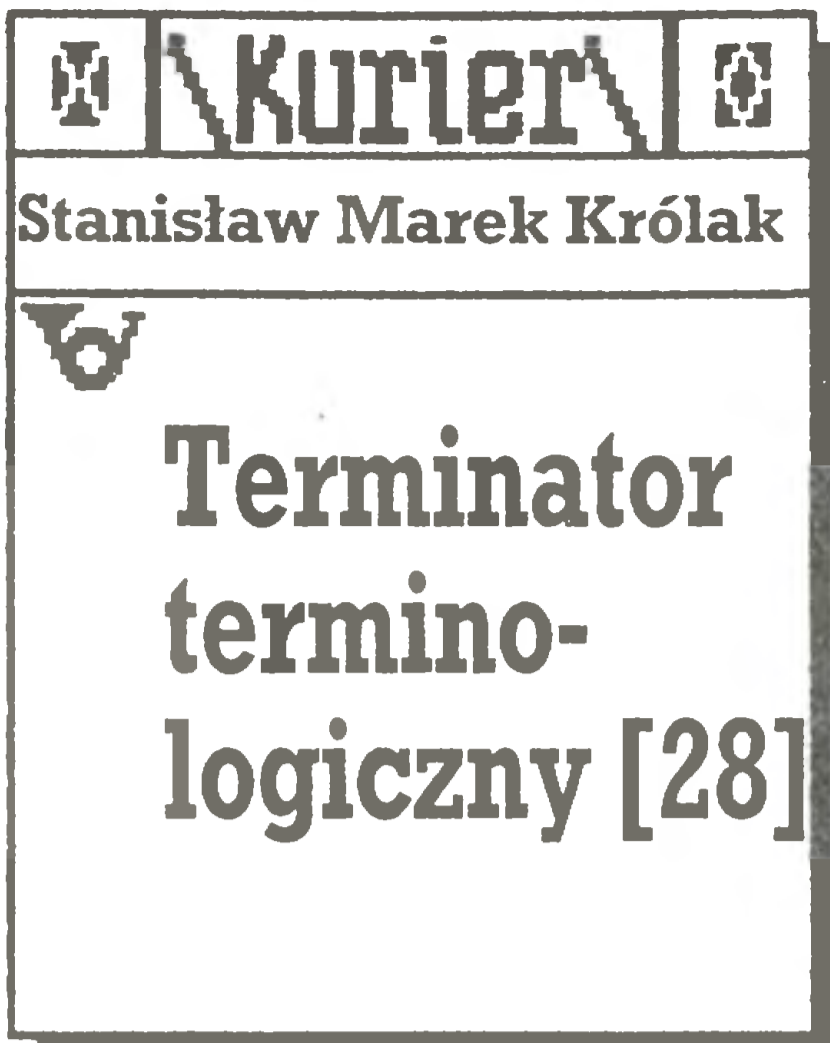 \Kurier\
Stanisław Marek Królak
Terminator
termino-
logiczny [28]